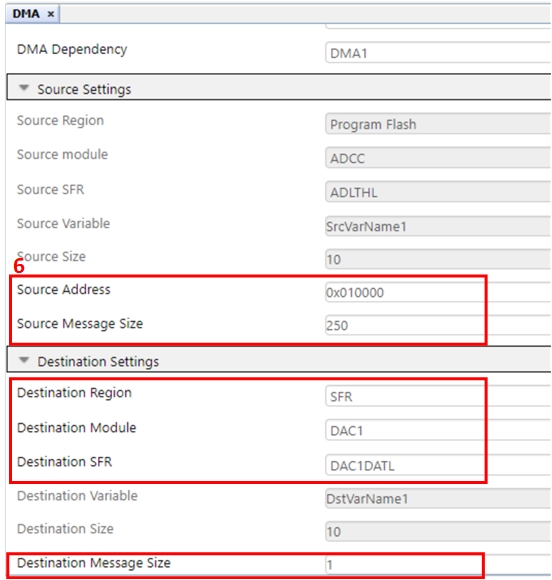 DMA ×
DMA Dependency DMA1
Source Settings
Source Region Program Flash
Source module ADCC
Source SFR ADLTHL
Source Variable SrcVarName1
Source Size 10
6
Source Address 0x010000
Source Message Size 250
Destination Settings
Destination Region SFR
Destination Module DAC1
Destination SFR DAC1DATL
Destination Variable DstVarName1
Destination Size 10
Destination Message Size 1